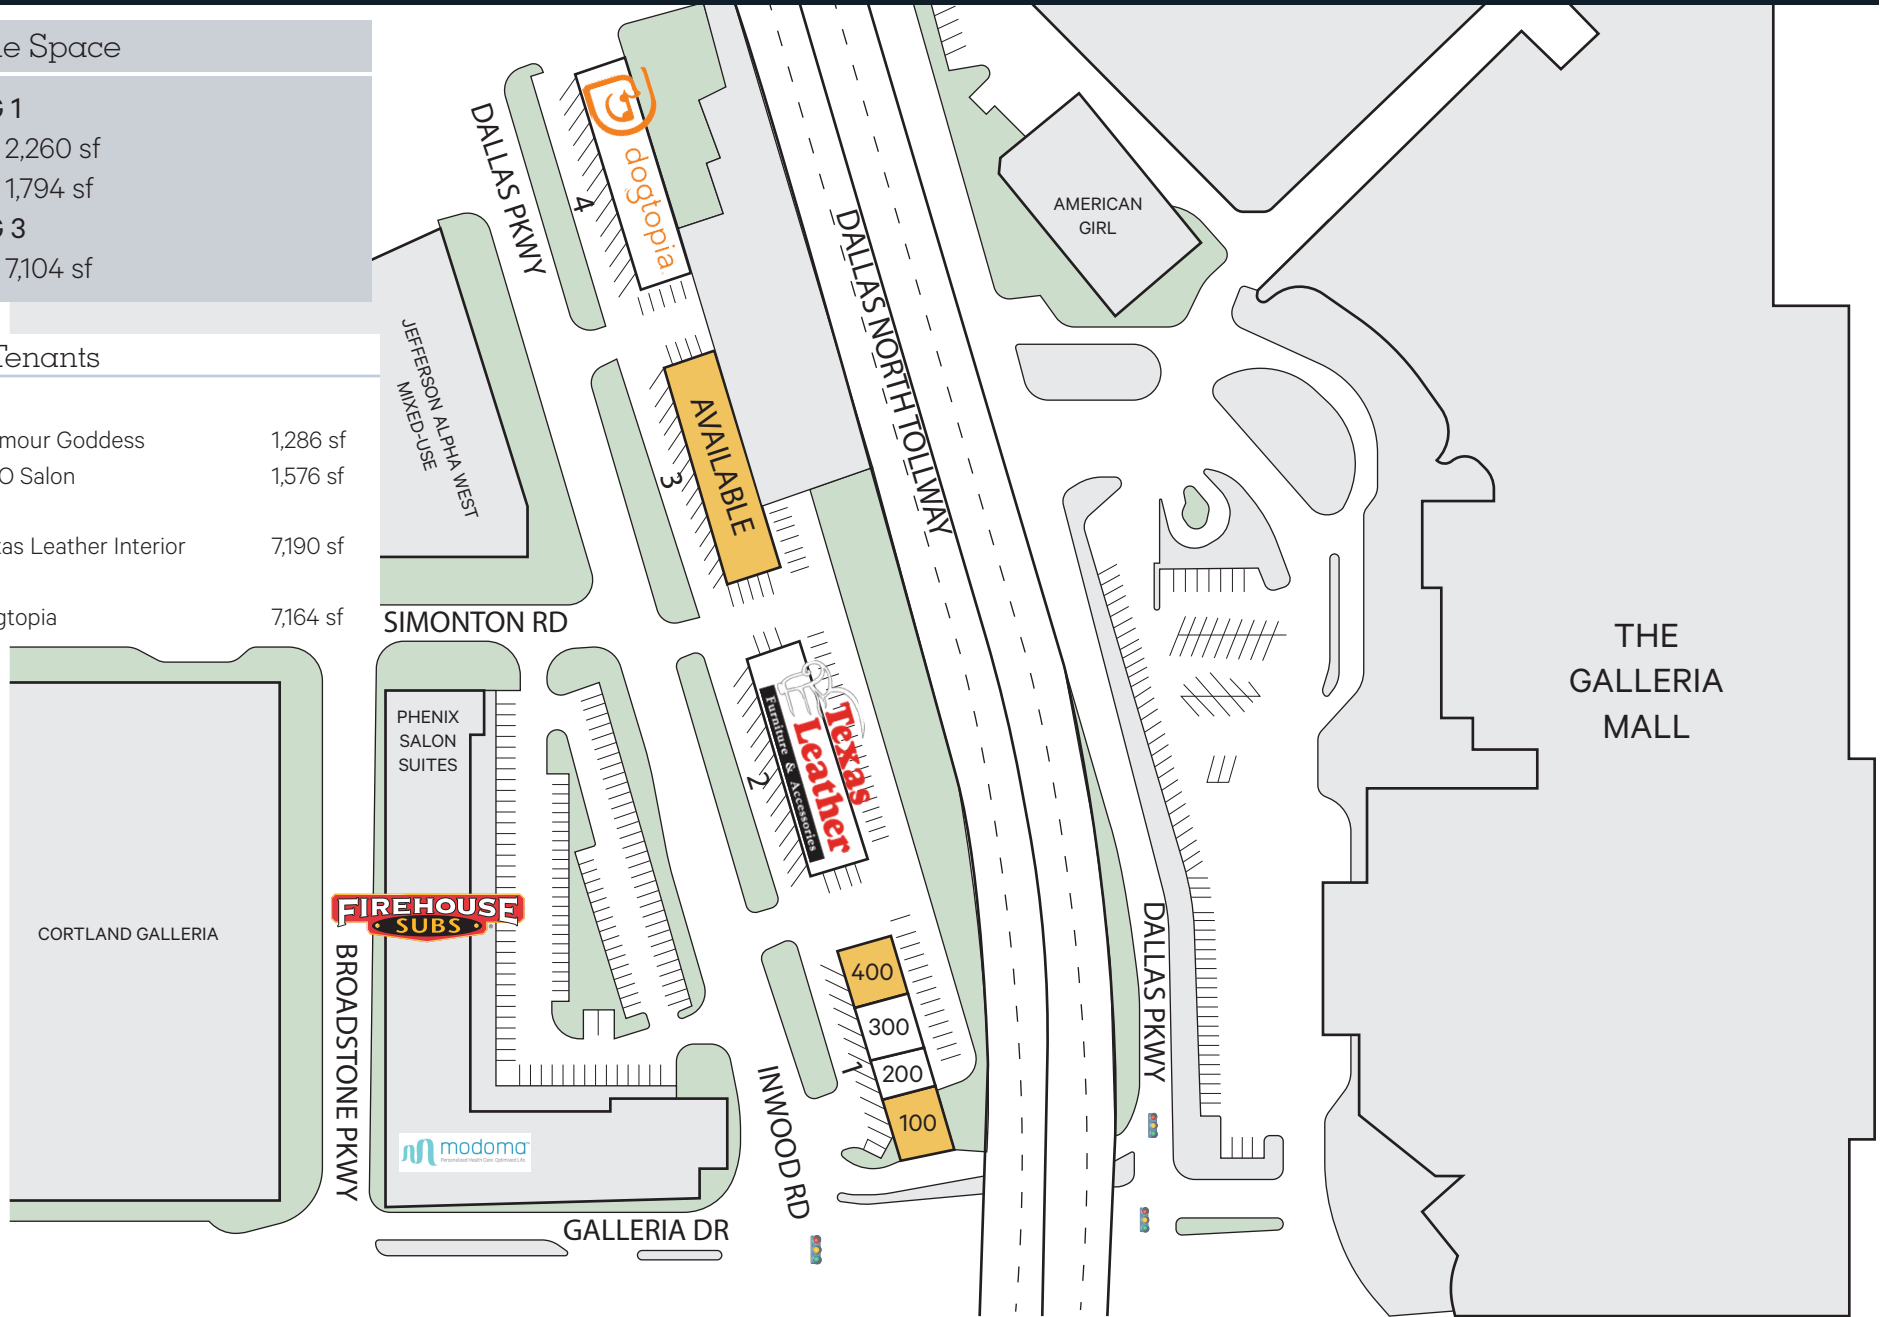 le Space
G 1
2,260 sf
1,794 sf
G 3
7,104 sf
Tenants
mour Goddess 1,286 sf
O Salon 1,576 sf
as Leather Interior 7,190 sf
gtopia 7,164 sf
DALLAS PKWY
dogtopia
4
JEFFERSON ALPHA WEST
MIXED-USE
AVAILABLE
3
DALLAS NORTH TOLLWAY
AMERICAN
GIRL
SIMONTON RD
PHENIX
SALON
SUITES
Texas
Leather
Furniture & Accessories
2
THE
GALLERIA
MALL
FIREHOUSE
SUBS
CORTLAND GALLERIA
BROADSTONE PKWY
400
300
200
100
1
DALLAS PKWY
INWOOD RD
modoma
GALLERIA DR